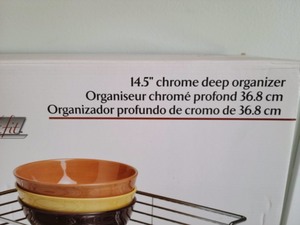 14.5" chrome deep organizer
Organiseur chromé profond 36.8 cm
Organizador profundo de cromo de 36.8 cm
fit